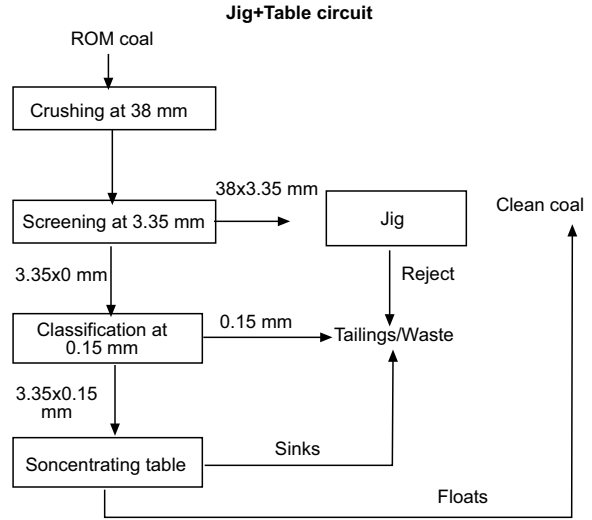 Jig+Table circuit
ROM coal
Crushing at 38 mm
38x3.35 mm
Screening at 3.35 mm
Jig
Clean coal
3.35x0 mm
Reject
Classification at
0.15 mm
0.15 mm
Tailings/Waste
3.35x0.15
mm
Soncentrating table
Sinks
Floats